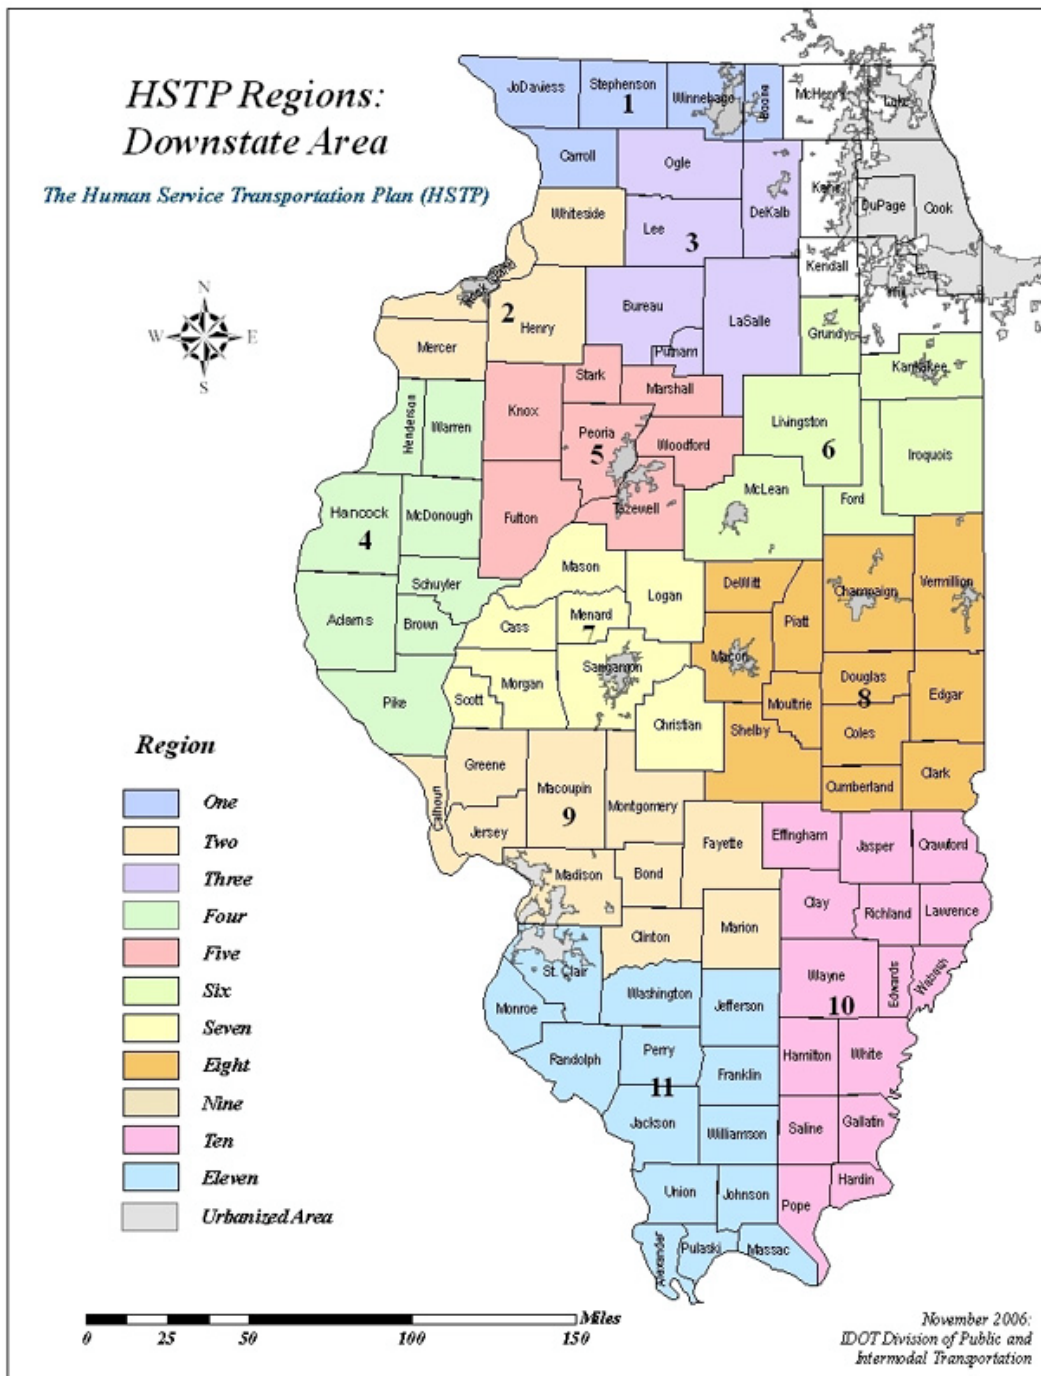 HSTP Regions:
Downstate Area
The Human Service Transportation Plan (HSTP)
N
W E
S
JoDaviess
Stephenson
1
Winnebago
Boone
McHenry
Lake
Carroll
Ogle
DeKalb
Kane
DuPage
Cook
Whiteside
Lee
3
Kendall
Will
Rock Island
2
Henry
Bureau
LaSalle
Grundy
Mercer
Putnam
Kankakee
Stark
Marshall
Henderson
Warren
Knox
Peoria
5
Woodford
Livingston
6
Iroquois
Hancock
4
McDonough
Fulton
Tazewell
McLean
Ford
Schuyler
Mason
Logan
DeWitt
Champaign
Vermillion
Adams
Brown
Cass
Menard
7
Piatt
Macon
Sangamon
Douglas
8
Edgar
Pike
Scott
Morgan
Christian
Moultrie
Shelby
Coles
Cumberland
Clark
Greene
Macoupin
9
Montgomery
Calhoun
Jersey
Fayette
Effingham
Jasper
Crawford
Madison
Bond
Clay
Richland
Lawrence
Clinton
Marion
St. Clair
Wayne
10
Edwards
Wabash
Monroe
Washington
Jefferson
Randolph
Perry
11
Franklin
Hamilton
White
Jackson
Williamson
Saline
Gallatin
Union
Johnson
Pope
Hardin
Alexander
Pulaski
Massac
Region
One
Two
Three
Four
Five
Six
Seven
Eight
Nine
Ten
Eleven
Urbanized Area
Miles
0 25 50 100 150
November 2006:
IDOT Division of Public and
Intermodal Transportation